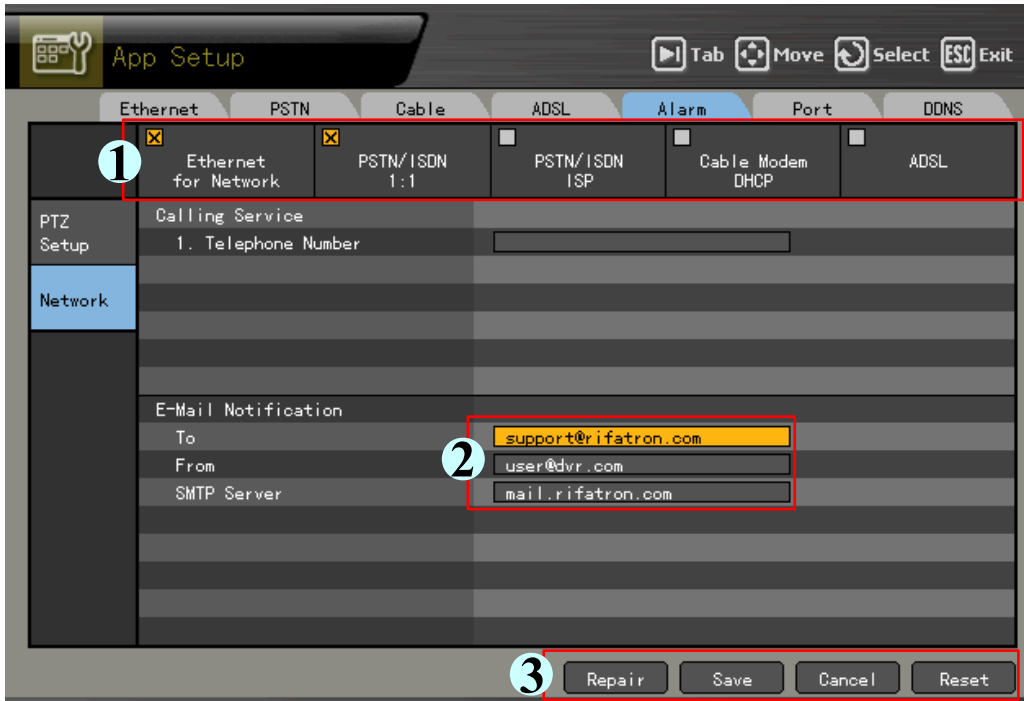 App Setup
Tab Move Select ESC Exit
Ethernet PSTN Cable ADSL Alarm Port DDNS
1
Ethernet
for Network
PSTN/ISDN
1:1
PSTN/ISDN
ISP
Cable Modem
DHCP
ADSL
PTZ
Setup
Network
Calling Service
1. Telephone Number
E-Mail Notification
To support@rifatron.com
2
From user@dvr.com
SMTP Server mail.rifatron.com
3
Repair Save Cancel Reset